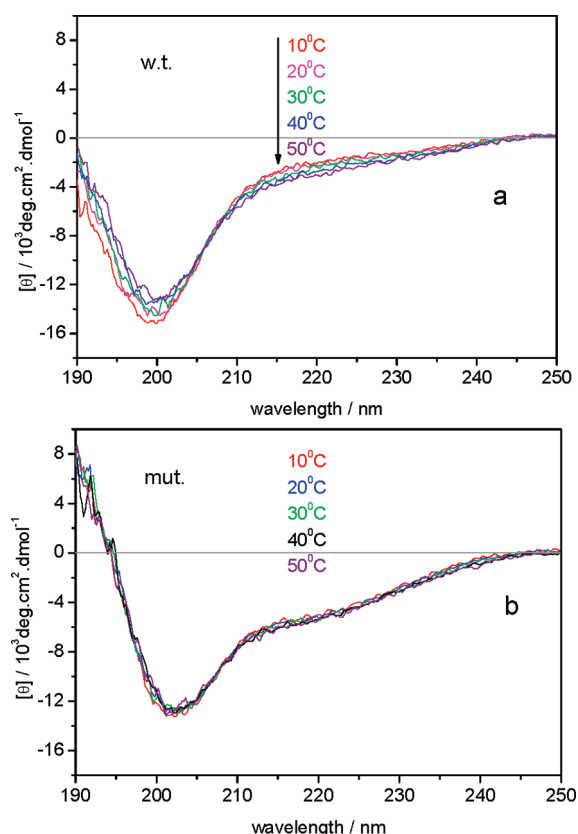 8
4
0
-4
-8
-12
-16
[θ] / 10³deg.cm².dmol⁻¹
w.t.
10⁰C
20⁰C
30⁰C
40⁰C
50⁰C
a
190 200 210 220 230 240 250
wavelength / nm
8
4
0
-4
-8
-12
-16
[θ] / 10³deg.cm².dmol⁻¹
mut.
10⁰C
20⁰C
30⁰C
40⁰C
50⁰C
b
190 200 210 220 230 240 250
wavelength / nm